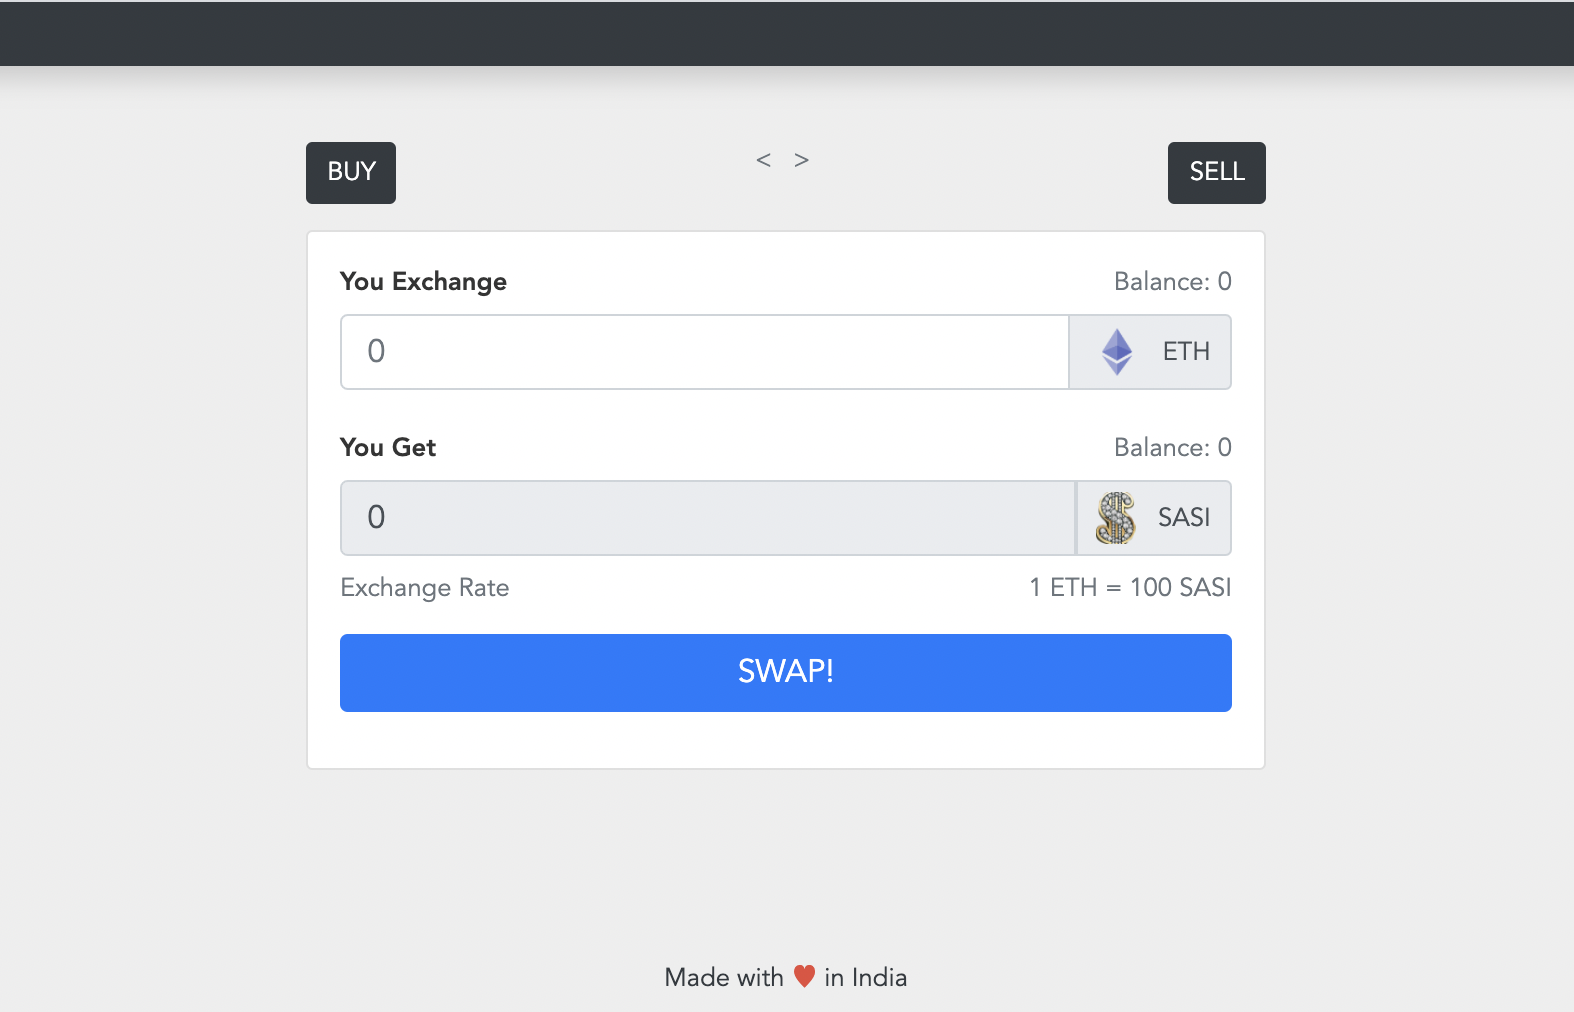 BUY < > SELL
You Exchange Balance: 0
0 ETH
You Get Balance: 0
0 SASI
Exchange Rate 1 ETH = 100 SASI
SWAP!
Made with ❤️ in India